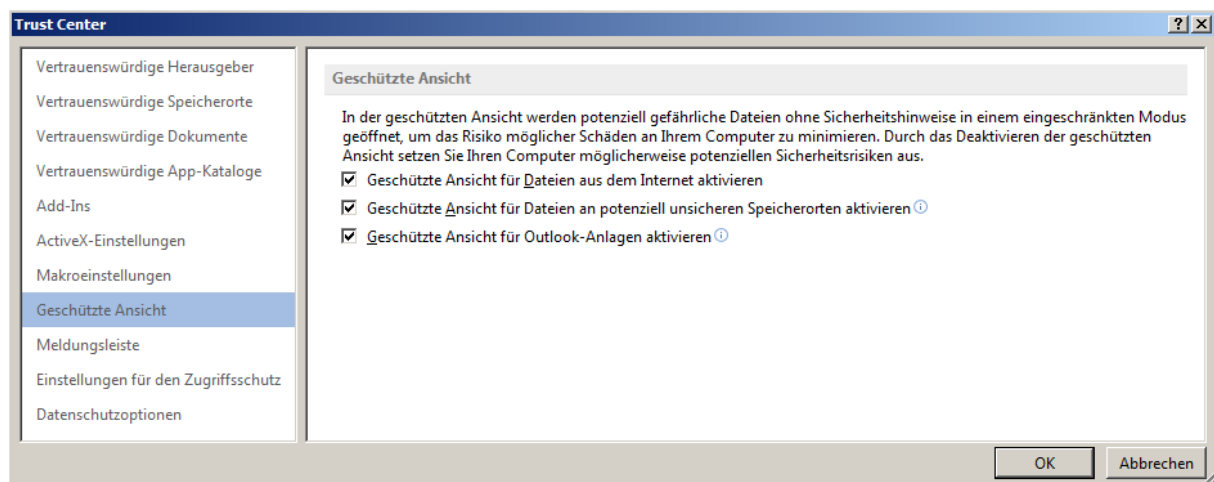 Trust Center
Vertrauenswürdige Herausgeber
Vertrauenswürdige Speicherorte
Vertrauenswürdige Dokumente
Vertrauenswürdige App-Kataloge
Add-Ins
ActiveX-Einstellungen
Makroeinstellungen
Geschützte Ansicht
Meldungsleiste
Einstellungen für den Zugriffsschutz
Datenschutzoptionen
Geschützte Ansicht
In der geschützten Ansicht werden potenziell gefährliche Dateien ohne Sicherheitshinweise in einem eingeschränkten Modus
geöffnet, um das Risiko möglicher Schäden an Ihrem Computer zu minimieren. Durch das Deaktivieren der geschützten
Ansicht setzen Sie Ihren Computer möglicherweise potenziellen Sicherheitsrisiken aus.
Geschützte Ansicht für Dateien aus dem Internet aktivieren
Geschützte Ansicht für Dateien an potenziell unsicheren Speicherorten aktivieren
Geschützte Ansicht für Outlook-Anlagen aktivieren
OK
Abbrechen